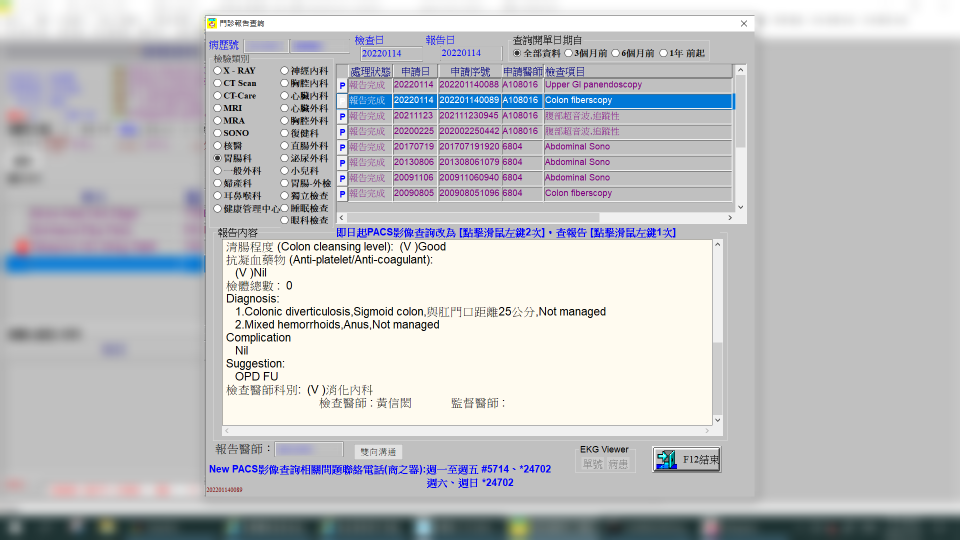 門診報告查詢
病歷號
檢查日
報告日
20220114
20220114
查詢開單日期自
全部資料 3個月前 6個月前 1年 前起
檢驗類別
X - RAY
神經內科
CT Scan
胸腔內科
CT-Care
心臟內科
MRI
心臟外科
MRA
胸腔外科
SONO
復健科
核醫
直腸外科
胃腸科
泌尿外科
一般外科
小兒科
婦產科
胃腸-外檢
耳鼻喉科
獨立檢查
健康管理中心
睡眠檢查
眼科檢查
處理狀態 申請日 申請序號 申請醫師 檢查項目
P 報告完成 20220114 202201140088 A108016 Upper GI panendoscopy
報告完成 20220114 202201140089 A108016 Colon fiberscopy
P 報告完成 20211123 202111230945 A108016 腹部超音波,追蹤性
P 報告完成 20200225 202002250442 A108016 腹部超音波,追蹤性
P 報告完成 20170719 201707191920 6804 Abdominal Sono
P 報告完成 20130806 201308061079 6804 Abdominal Sono
P 報告完成 20091106 200911060940 6804 Abdominal Sono
P 報告完成 20090805 200908051096 6804 Colon fiberscopy
報告內容
即日起PACS影像查詢改為 [點擊滑鼠左鍵2次]。查報告 [點擊滑鼠左鍵1次]
清腸程度 (Colon cleansing level): (V )Good
抗凝血藥物 (Anti-platelet/Anti-coagulant):
(V )Nil
檢體總數 : 0
Diagnosis:
1.Colonic diverticulosis,Sigmoid colon,與肛門口距離25公分,Not managed
2.Mixed hemorrhoids,Anus,Not managed
Complication
Nil
Suggestion:
OPD FU
檢查醫師科別: (V )消化內科
檢查醫師：黃信閎 監督醫師：
報告醫師：
雙向溝通
EKG Viewer
單號 病患
F12結束
New PACS影像查詢相關問題聯絡電話(商之器):週一至週五 #5714、*24702
週六、週日 *24702
202201140089